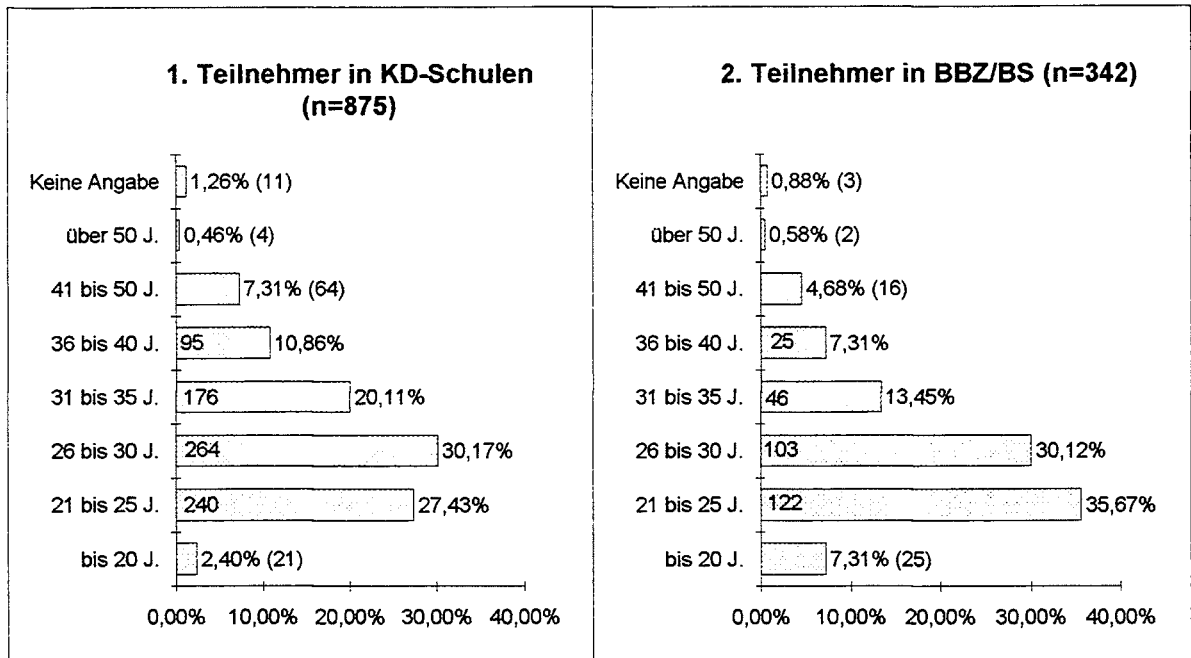 1. Teilnehmer in KD-Schulen
(n=875)
Keine Angabe 1,26% (11)
über 50 J. 0,46% (4)
41 bis 50 J. 7,31% (64)
36 bis 40 J. 95 10,86%
31 bis 35 J. 176 20,11%
26 bis 30 J. 264 30,17%
21 bis 25 J. 240 27,43%
bis 20 J. 2,40% (21)
0,00% 10,00% 20,00% 30,00% 40,00%
2. Teilnehmer in BBZ/BS (n=342)
Keine Angabe 0,88% (3)
über 50 J. 0,58% (2)
41 bis 50 J. 4,68% (16)
36 bis 40 J. 25 7,31%
31 bis 35 J. 46 13,45%
26 bis 30 J. 103 30,12%
21 bis 25 J. 122 35,67%
bis 20 J. 7,31% (25)
0,00% 10,00% 20,00% 30,00% 40,00%